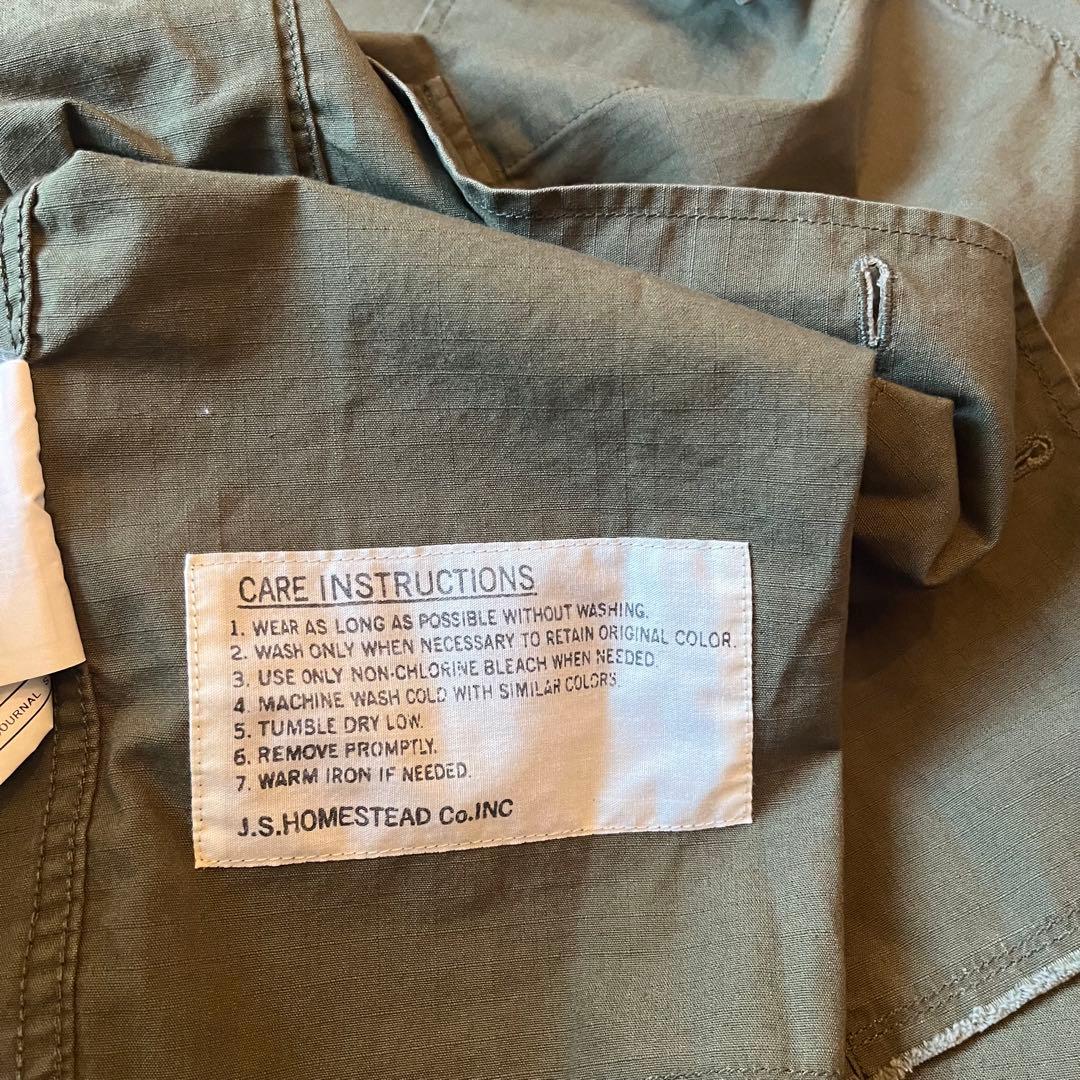 CARE INSTRUCTIONS
1. WEAR AS LONG AS POSSIBLE WITHOUT WASHING.
2. WASH ONLY WHEN NECESSARY TO RETAIN ORIGINAL COLOR.
3. USE ONLY NON-CHLORINE BLEACH WHEN NEEDED.
4. MACHINE WASH COLD WITH SIMILAR COLORS.
5. TUMBLE DRY LOW.
6. REMOVE PROMPTLY.
7. WARM IRON IF NEEDED.
J.S.HOMESTEAD Co.INC
JOURNAL